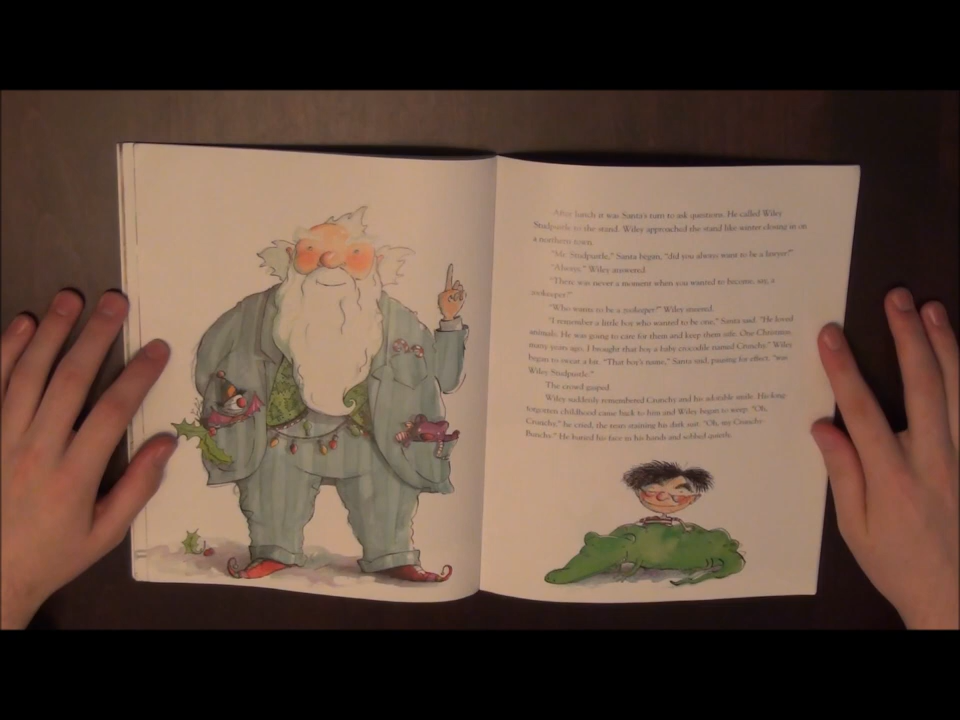 After lunch it was Santa's turn to ask questions. He called Wiley
Studpustle to the stand. Wiley approached the stand like winter closing in on
a northern town.
"Mr. Studpustle," Santa began, "did you always want to be a lawyer?"
"Always," Wiley answered.
"There was never a moment when you wanted to become, say, a
zookeeper?"
"Who wants to be a zookeeper?" Wiley sneered.
"I remember a little boy who wanted to be one," Santa said. "He loved
animals. He was going to care for them and keep them safe. One Christmas,
many years ago, I brought that boy a baby crocodile named Crunchy." Wiley
began to swear a bit. "That boy's name," Santa said, pausing for effect, "was
Wiley Studpustle."
The crowd gasped.
Wiley suddenly remembered Crunchy and his adorable smile. His long-
forgotten childhood came back to him and Wiley began to weep. "Oh,
Crunchy," he cried, the tears staining his dark suit. "Oh, my Crunchy
Bunchy." He buried his face in his hands and sobbed quietly.